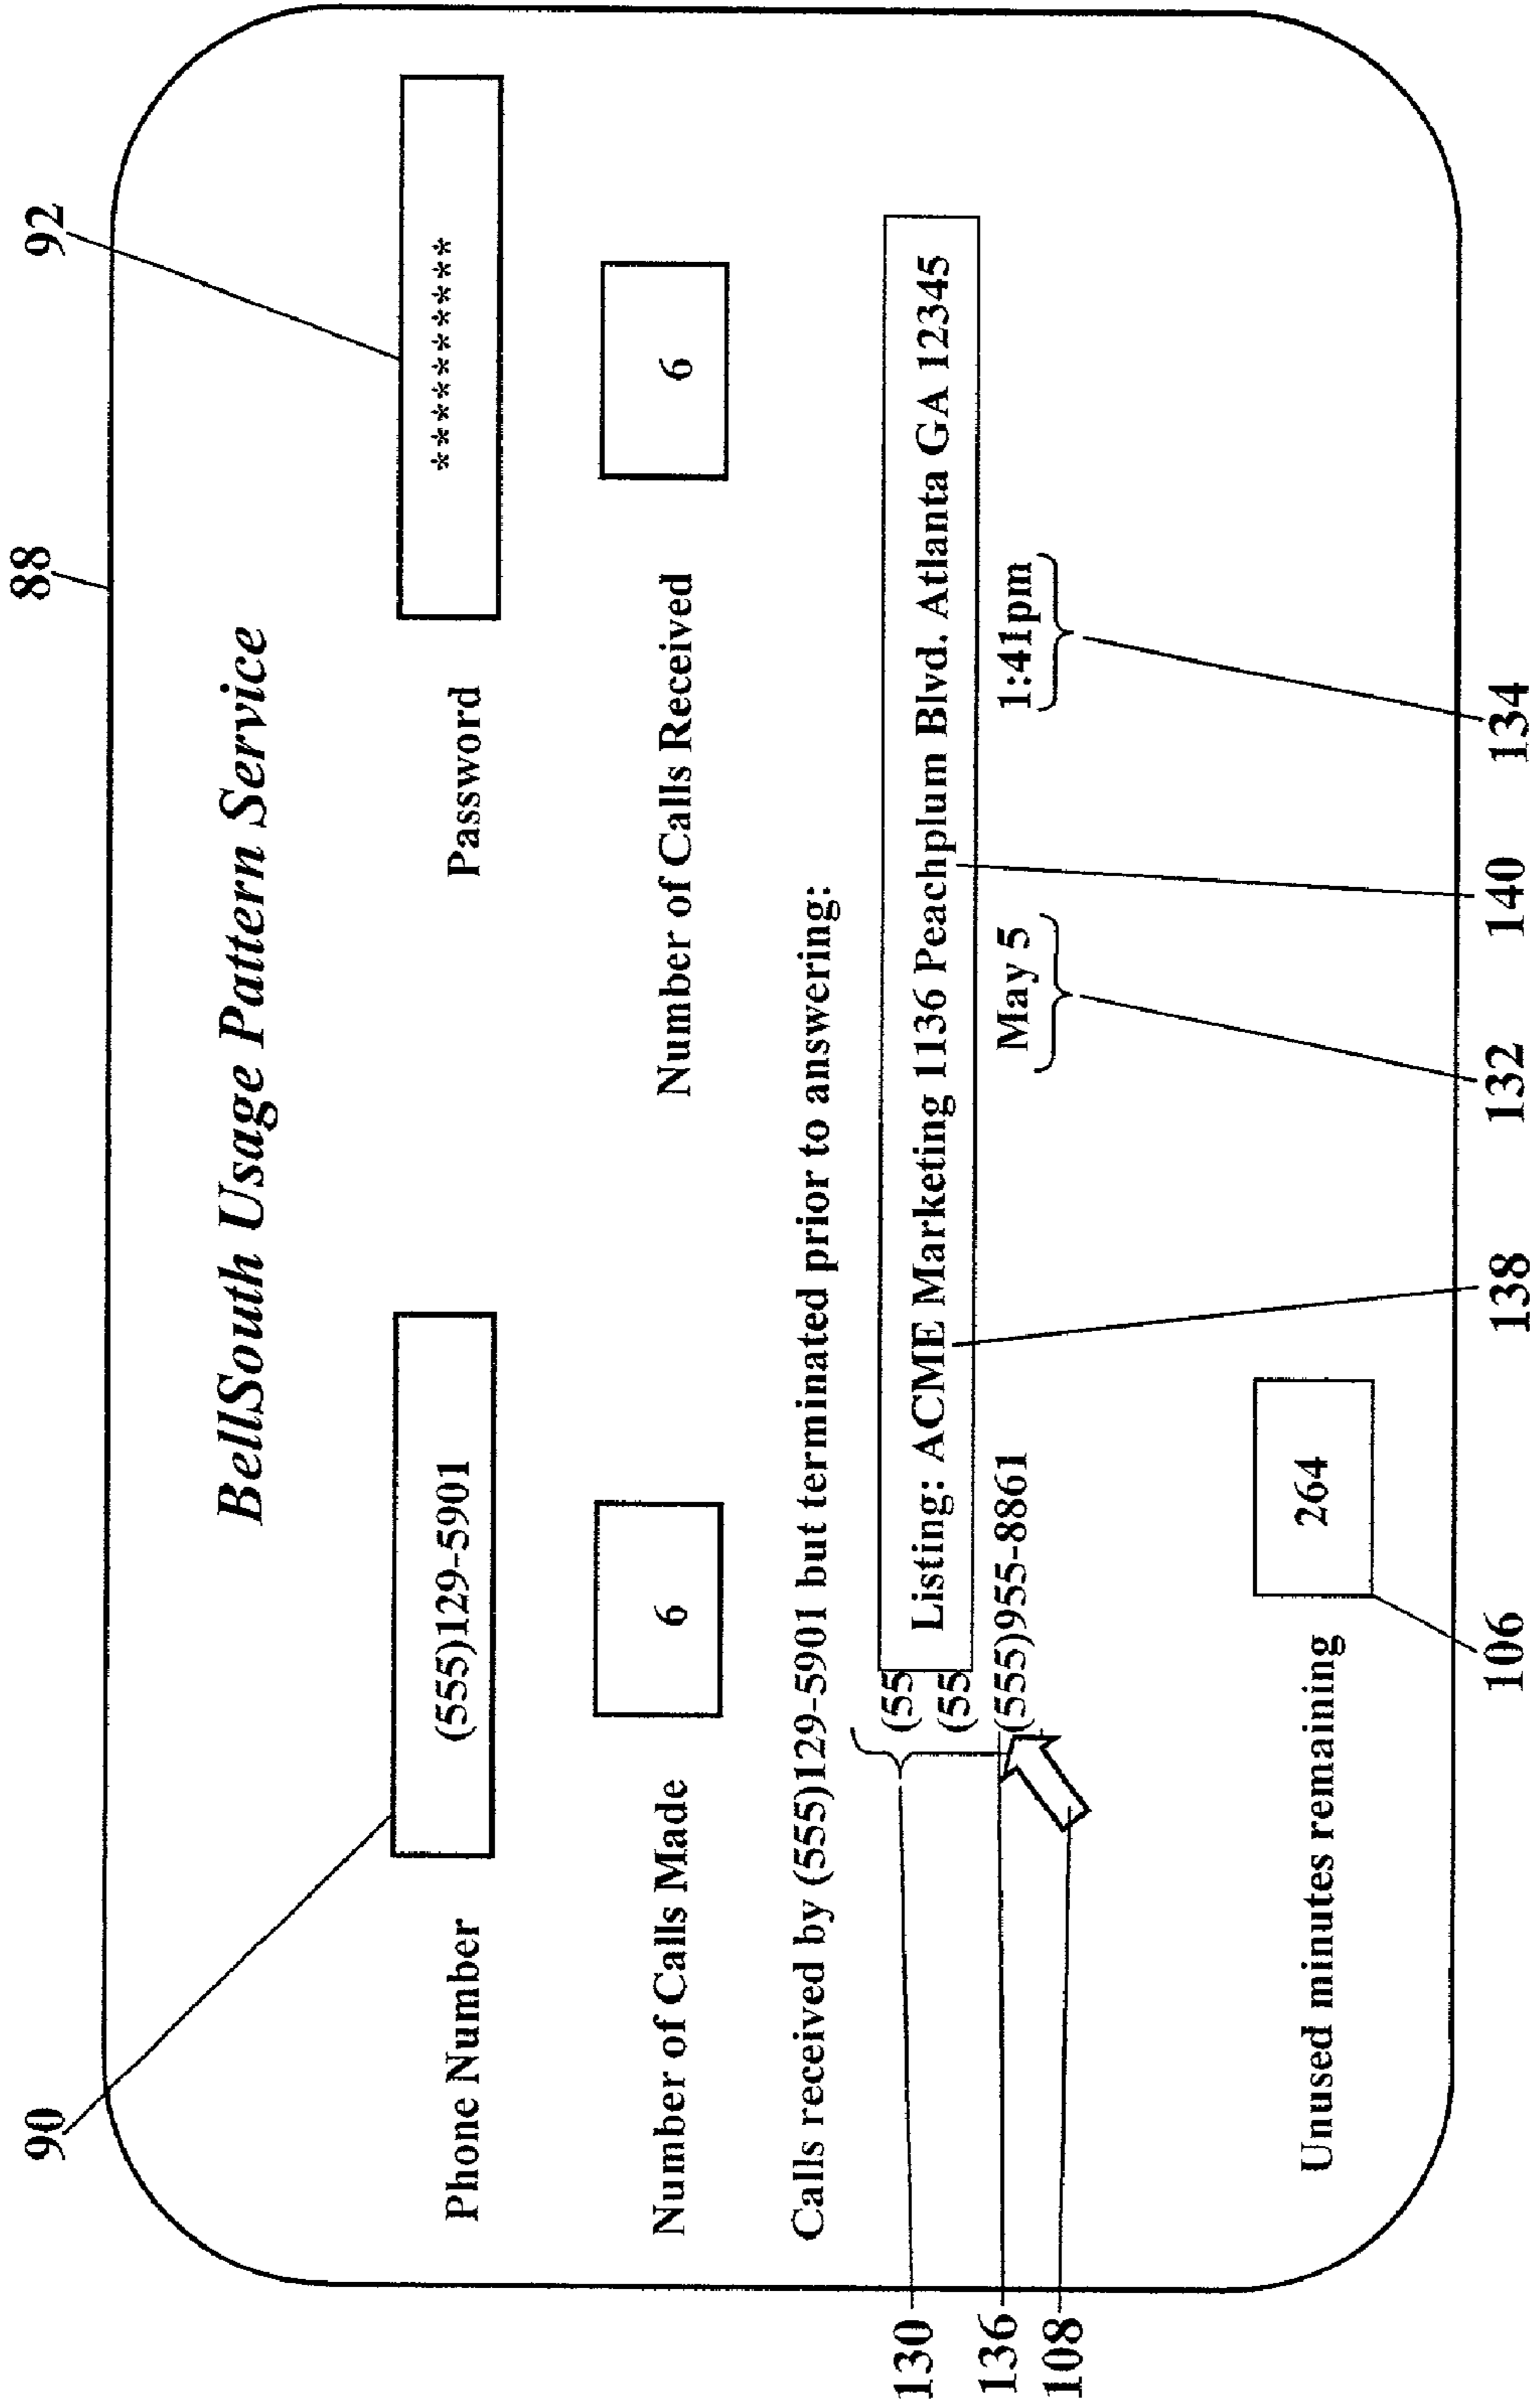 88
92
90
BellSouth Usage Pattern Service
Phone Number (555)129-5901 Password **********
Number of Calls Made 6 Number of Calls Received 6
Calls received by (555)129-5901 but terminated prior to answering:
(55
Listing: ACME Marketing 1136 Peachplum Blvd. Atlanta GA 12345
(55
(555)955-8861 May 5 1:41pm
130
136
108
Unused minutes remaining 264
106
138
132
140
134